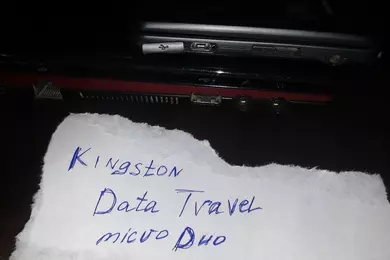 Kingston
Data Travel
micro Duo